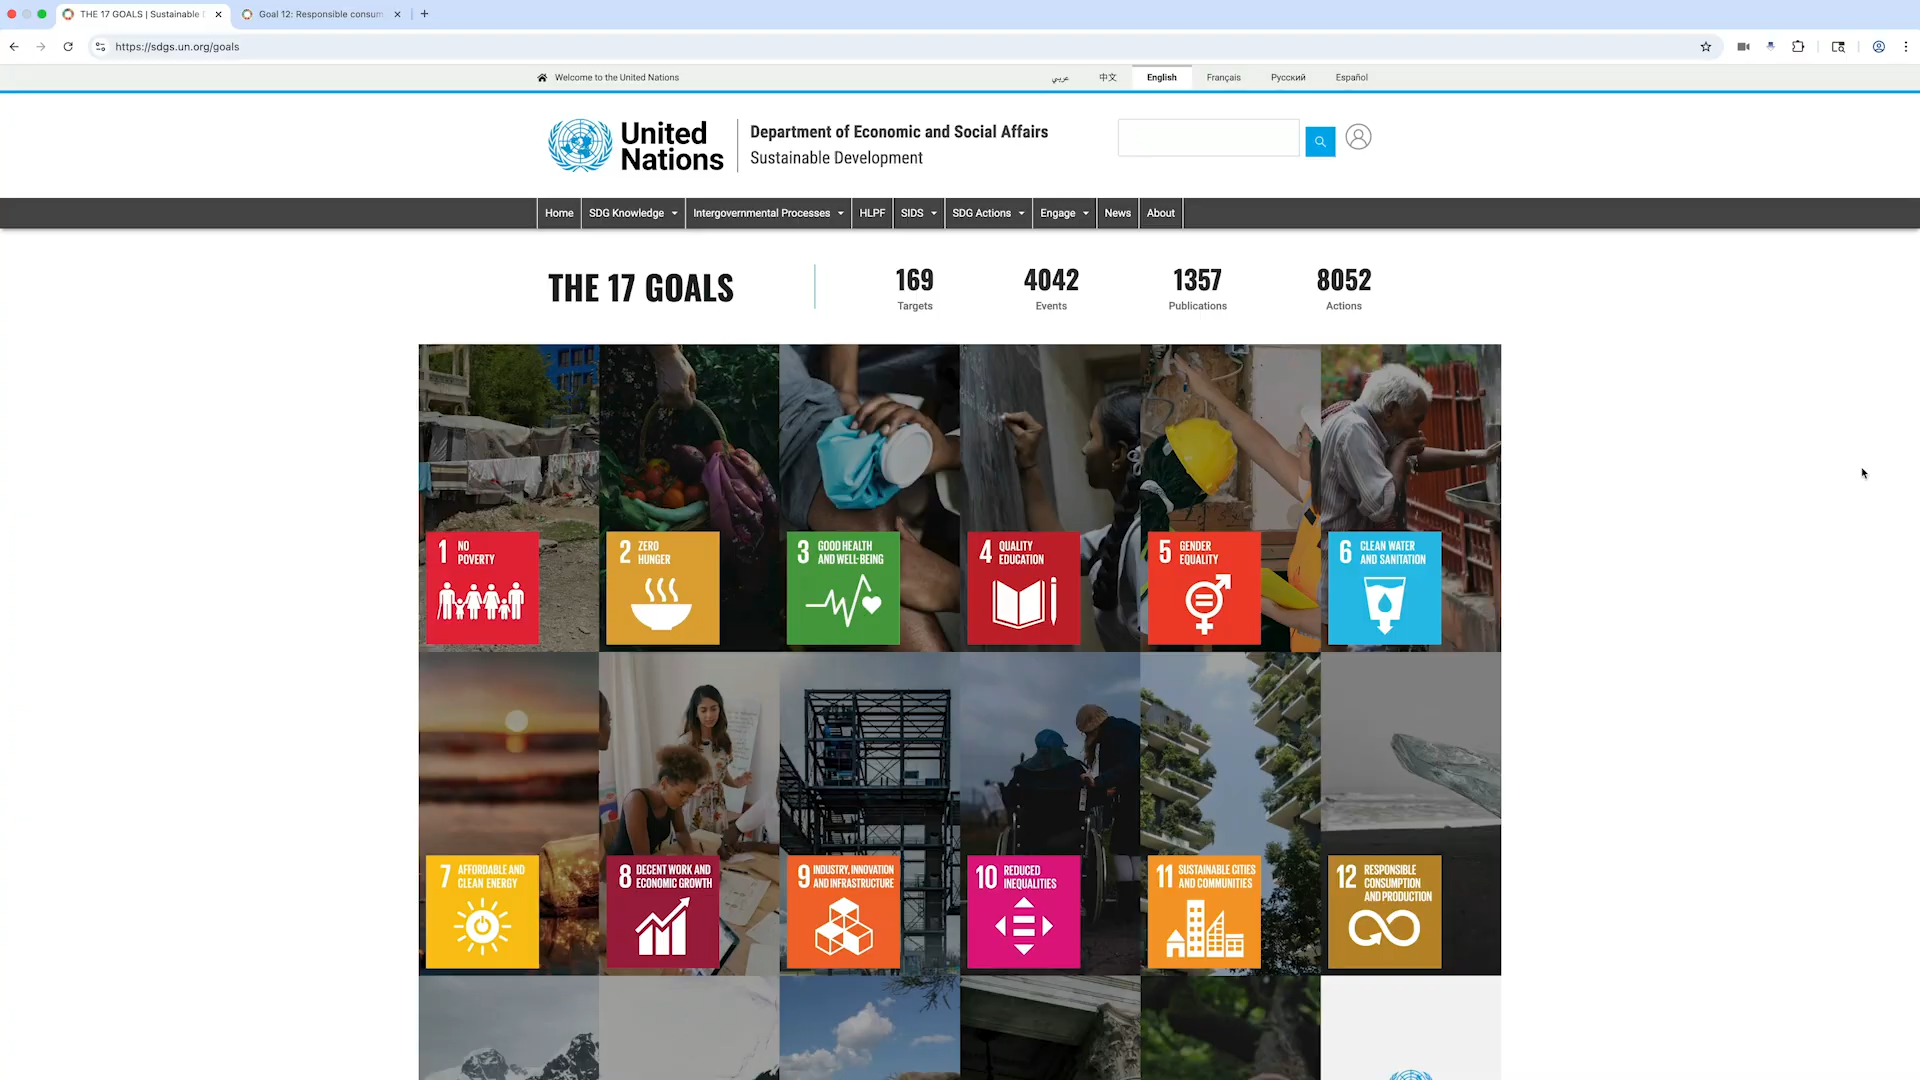 THE 17 GOALS | Sustainable
Goal 12: Responsible consum
https://sdgs.un.org/goals
Welcome to the United Nations
عربي
中文
English
Français
Русский
Español
United
Nations
Department of Economic and Social Affairs
Sustainable Development
Home
SDG Knowledge
Intergovernmental Processes
HLPF
SIDS
SDG Actions
Engage
News
About
THE 17 GOALS
169
Targets
4042
Events
1357
Publications
8052
Actions
1 NO
POVERTY
2 ZERO
HUNGER
3 GOOD HEALTH
AND WELL-BEING
4 QUALITY
EDUCATION
5 GENDER
EQUALITY
6 CLEAN WATER
AND SANITATION
7 AFFORDABLE AND
CLEAN ENERGY
8 DECENT WORK AND
ECONOMIC GROWTH
9 INDUSTRY, INNOVATION
AND INFRASTRUCTURE
10 REDUCED
INEQUALITIES
11 SUSTAINABLE CITIES
AND COMMUNITIES
12 RESPONSIBLE
CONSUMPTION
AND PRODUCTION